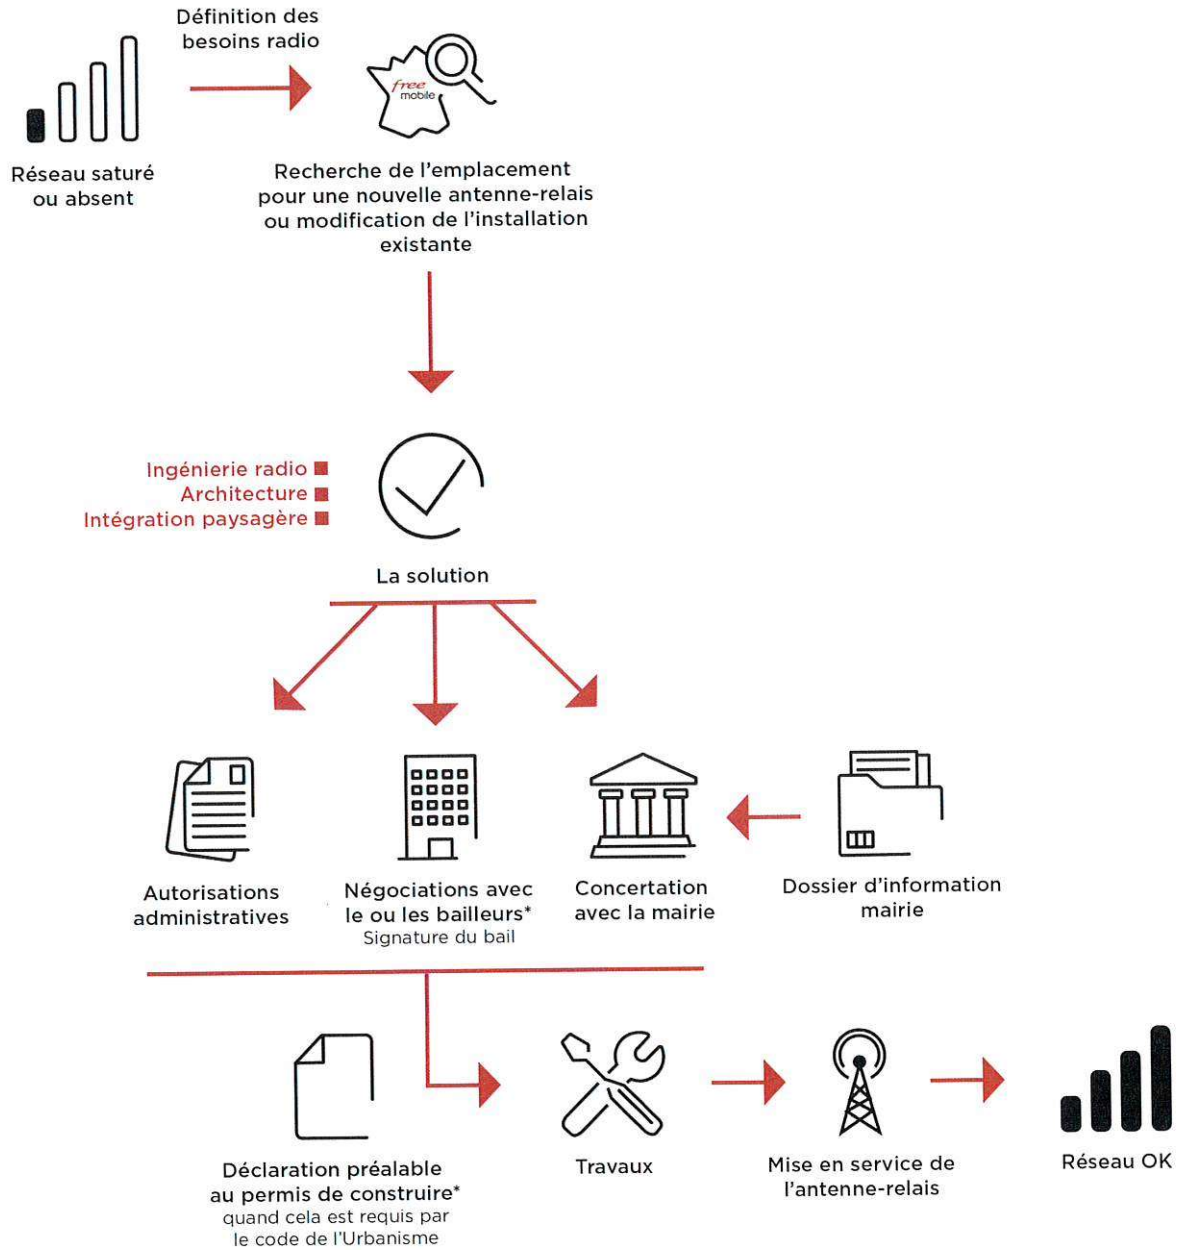 Définition des
besoins radio
free
mobile
Réseau saturé
ou absent
Recherche de l'emplacement
pour une nouvelle antenne-relais
ou modification de l'installation
existante
Ingénierie radio
Architecture
Intégration paysagère
La solution
Autorisations
administratives
Négociations avec
le ou les bailleurs*
Signature du bail
Concertation
avec la mairie
Dossier d'information
mairie
Déclaration préalable
au permis de construire*
quand cela est requis par
le code de l'Urbanisme
Travaux
Mise en service de
l'antenne-relais
Réseau OK